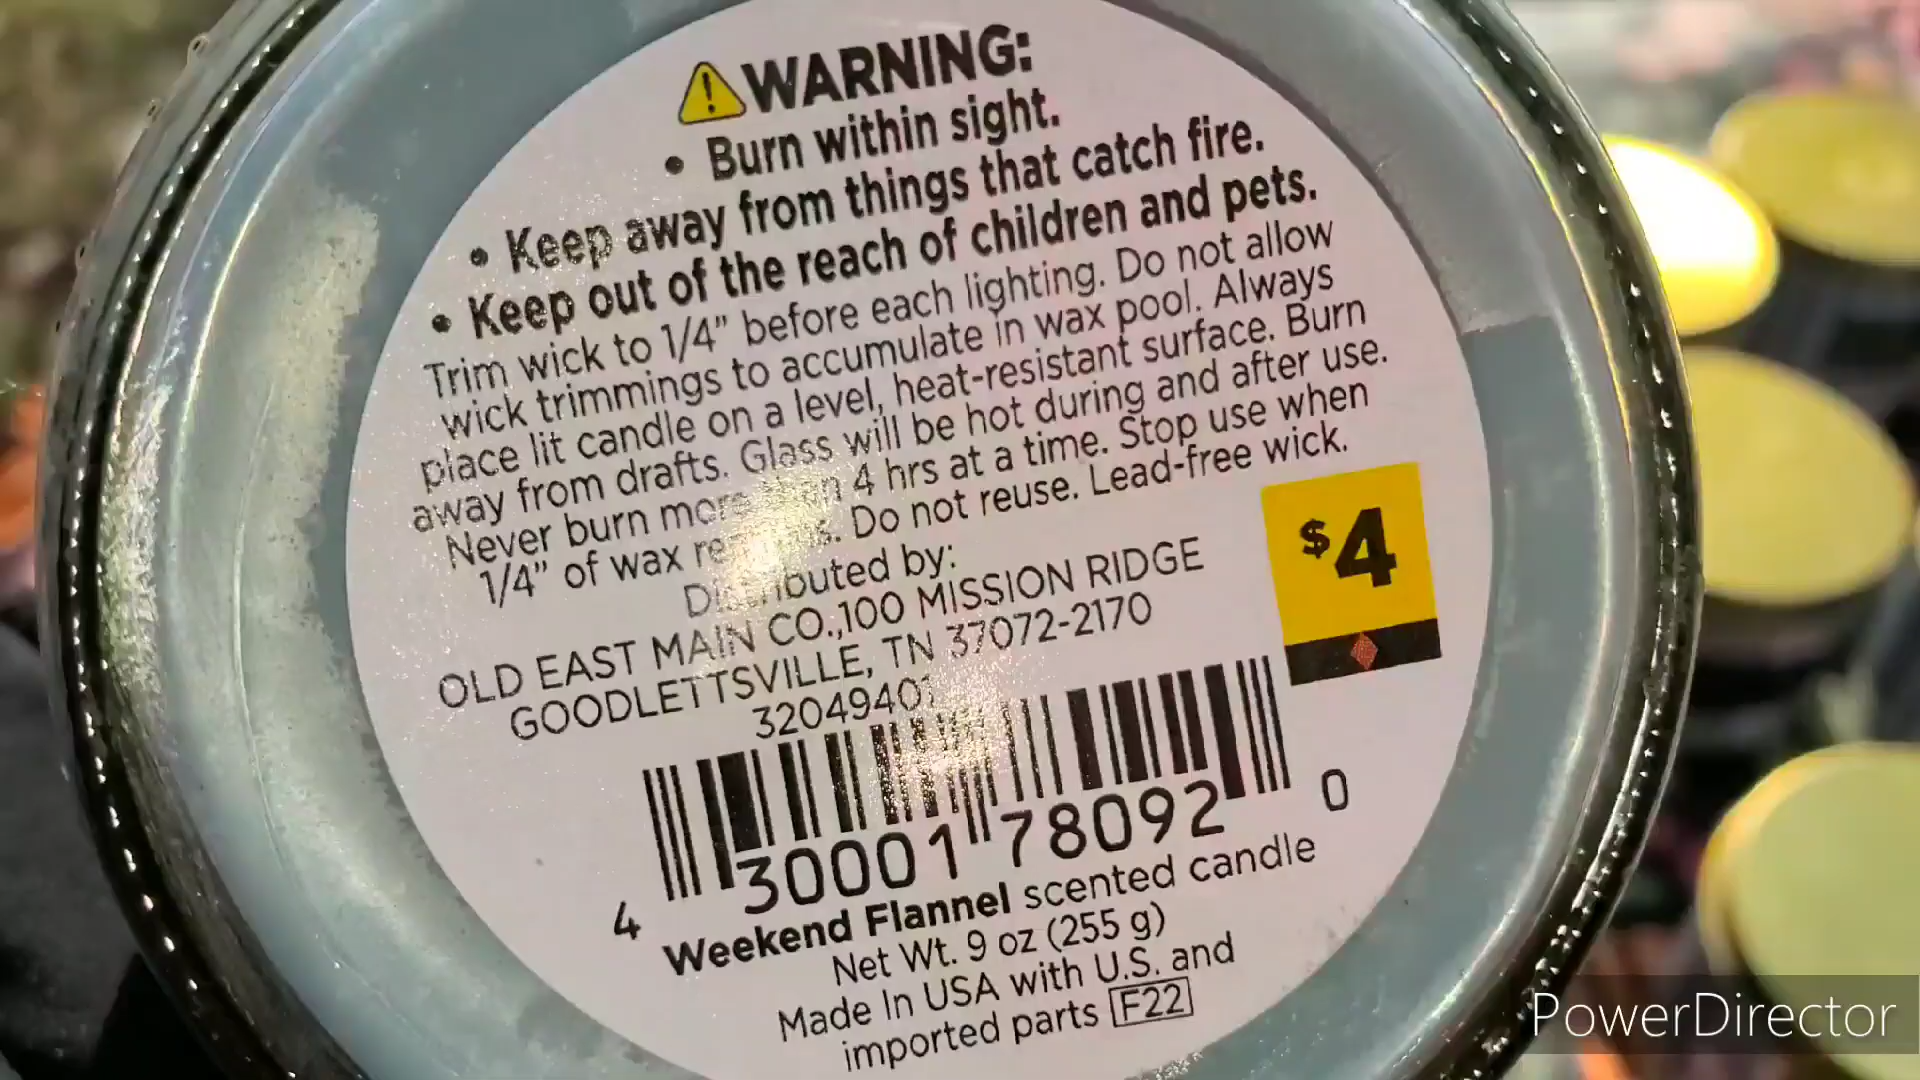 WARNING:
• Burn within sight.
• Keep away from things that catch fire.
• Keep out of the reach of children and pets.
Trim wick to 1/4” before each lighting. Do not allow
wick trimmings to accumulate in wax pool. Always
place lit candle on a level, heat-resistant surface. Burn
away from drafts. Glass will be hot during and after use.
Never burn more than 4 hrs at a time. Stop use when
1/4” of wax remains. Do not reuse. Lead-free wick.
Distributed by:
OLD EAST MAIN CO.,100 MISSION RIDGE
GOODLETTSVILLE, TN 37072-2170
32049401
$4
4 30001 78092 0
Weekend Flannel scented candle
Net Wt. 9 oz (255 g)
Made In USA with U.S. and
imported parts F22
PowerDirector